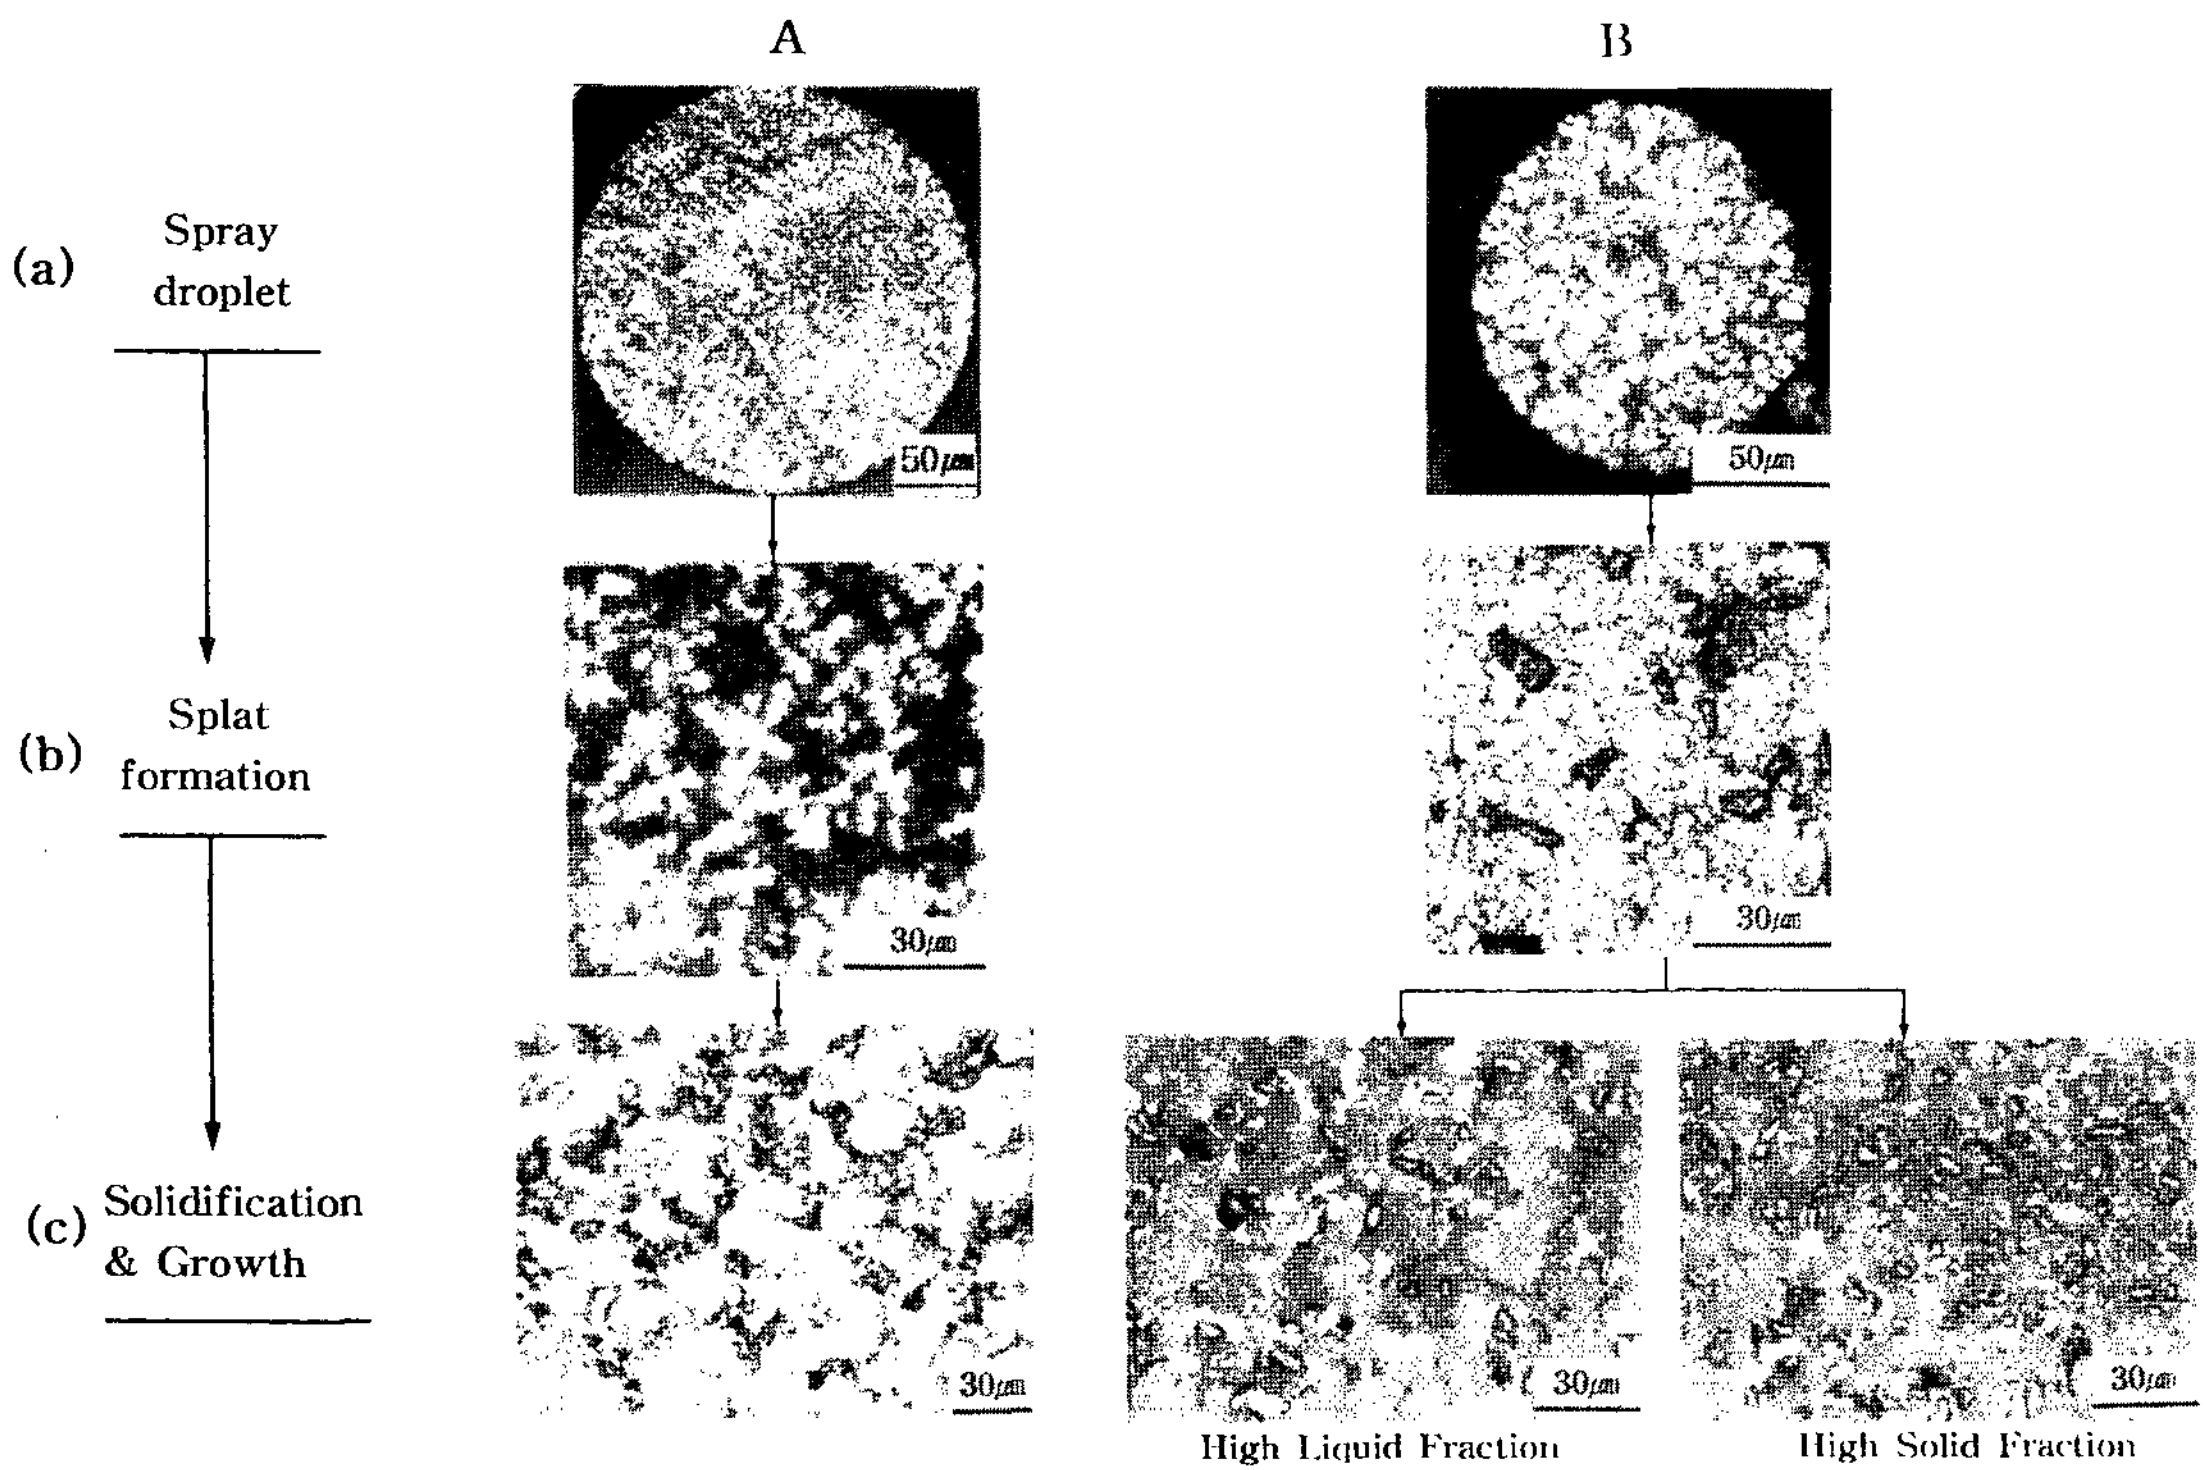 A
B
(a) Spray
droplet
50μm
50μm
(b) Splat
formation
30μm
30μm
(c) Solidification
& Growth
30μm
30μm
30μm
High Liquid Fraction
High Solid Fraction